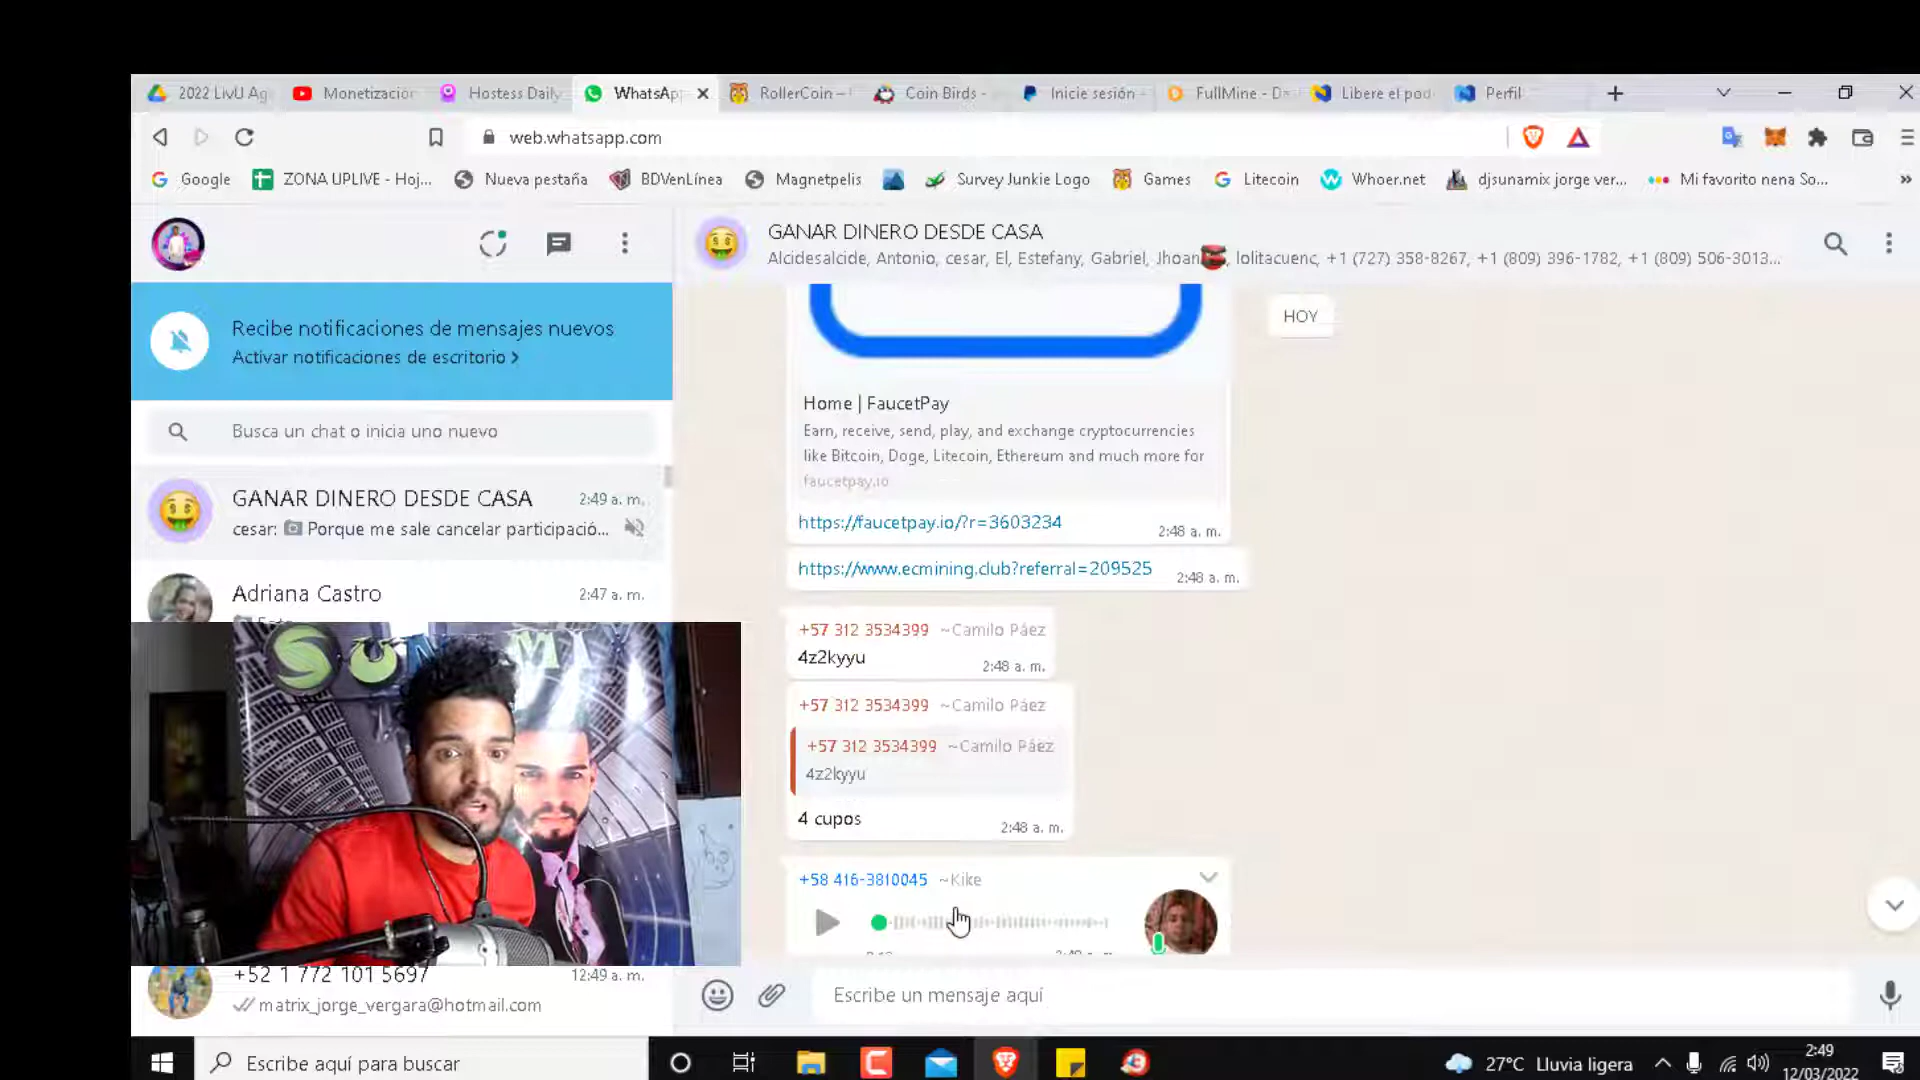 2022 LivU Ag
Monetizacion
Hostess Daily
WhatsAp
RollerCoin –
Coin Birds -
Inicie sesión -
FullMine - Da
Libere el pod
Perfil
web.whatsapp.com
Google
ZONA UPLIVE - Hoj...
Nueva pestaña
BDVenLínea
Magnetpelis
Survey Junkie Logo
Games
Litecoin
Whoer.net
djsunamix jorge ver...
Mi favorito nena So...
GANAR DINERO DESDE CASA
Alcidesalcide, Antonio, cesar, El, Estefany, Gabriel, Jhoan, lolitacuenc, +1 (727) 358-8267, +1 (809) 396-1782, +1 (809) 506-3013...
Recibe notificaciones de mensajes nuevos
Activar notificaciones de escritorio >
Busca un chat o inicia uno nuevo
GANAR DINERO DESDE CASA
2:49 a. m.
cesar: Porque me sale cancelar participació...
Adriana Castro
2:47 a. m.
+52 1 772 101 5697
12:49 a. m.
matrix_jorge_vergara@hotmail.com
HOY
Home | FaucetPay
Earn, receive, send, play, and exchange cryptocurrencies
like Bitcoin, Doge, Litecoin, Ethereum and much more for
faucetpay.io
https://faucetpay.io/?r=3603234
2:48 a. m.
https://www.ecmining.club?referral=209525
2:48 a. m.
+57 312 3534399 ~Camilo Páez
4z2kyyu
2:48 a. m.
+57 312 3534399 ~Camilo Páez
+57 312 3534399 ~Camilo Páez
4z2kyyu
4 cupos
2:48 a. m.
+58 416-3810045 ~Kike
Escribe un mensaje aquí
Escribe aquí para buscar
27°C Lluvia ligera
2:49
12/03/2022